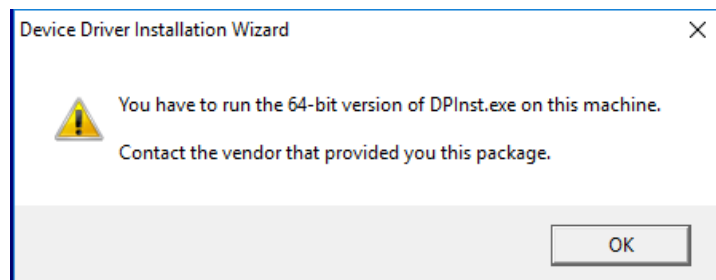 Device Driver Installation Wizard
You have to run the 64-bit version of DPInst.exe on this machine.
Contact the vendor that provided you this package.
OK